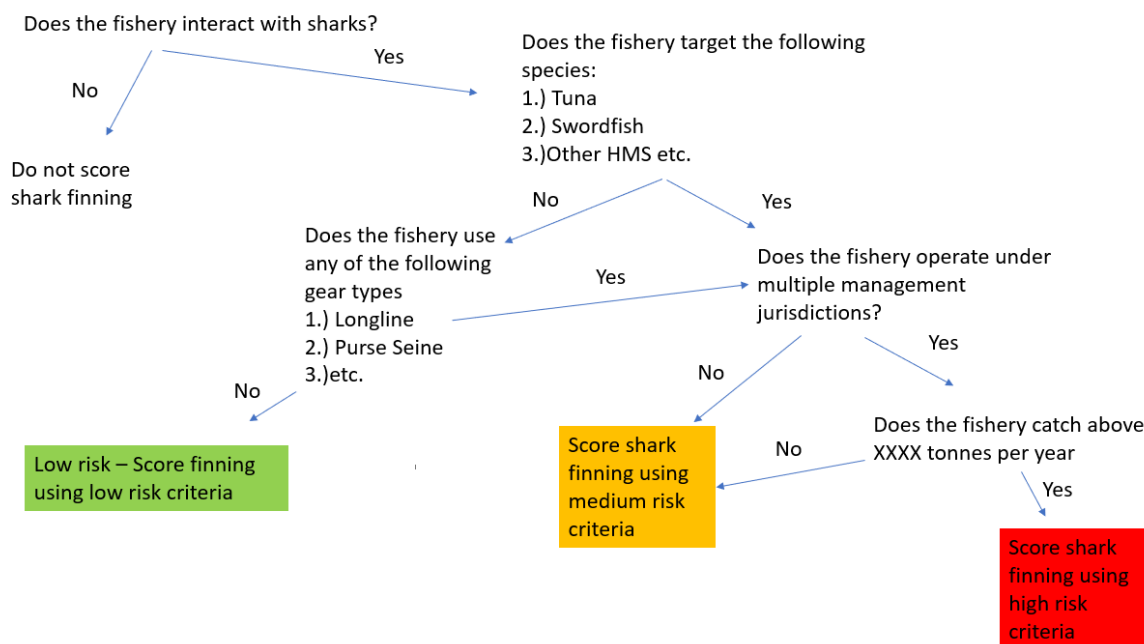 Does the fishery interact with sharks?
No
Yes
Do not score
shark finning
Does the fishery target the following
species:
1.) Tuna
2.) Swordfish
3.)Other HMS etc.
No
Yes
Does the fishery use
any of the following
gear types
1.) Longline
2.) Purse Seine
3.)etc.
Yes
No
Does the fishery operate under
multiple management
jurisdictions?
No
Yes
Low risk – Score finning
using low risk criteria
Score shark
finning using
medium risk
criteria
Does the fishery catch above
XXXX tonnes per year
No
Yes
Score shark
finning using
high risk
criteria